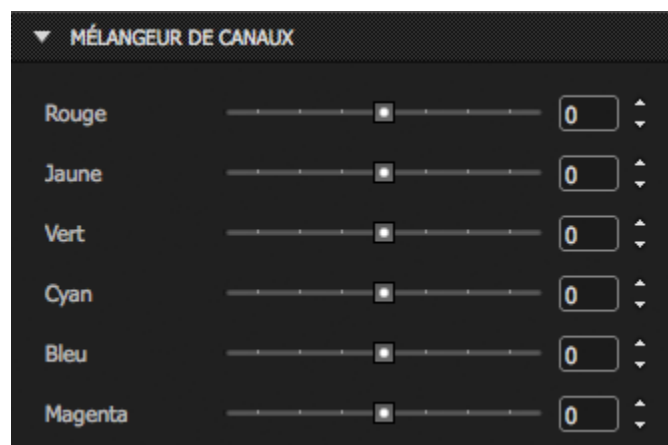 MÉLANGEUR DE CANAUX
Rouge 0
Jaune 0
Vert 0
Cyan 0
Bleu 0
Magenta 0